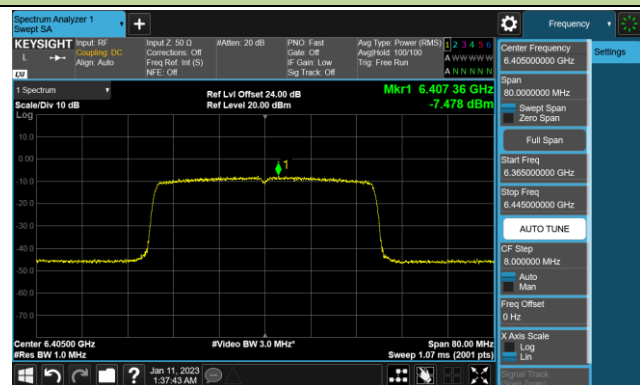 Spectrum Analyzer 1
Swept SA
+
Frequency
KEYSIGHT
L
LXI
Input: RF
Coupling: DC
Align: Auto
Input Z: 50 Ω
Corrections: Off
Freq Ref: Int (S)
NFE: Off
#Atten: 20 dB
PNO: Fast
Gate: Off
IF Gain: Low
Sig Track: Off
Avg Type: Power (RMS)
Avg|Hold: 100/100
Trig: Free Run
1 2 3 4 5 6
A W W W W W
A N N N N N
1 Spectrum
Scale/Div 10 dB
Log
Ref Lvl Offset 24.00 dB
Ref Level 20.00 dBm
Mkr1 6.407 36 GHz
-7.478 dBm
10.0
0.00
-10.0
-20.0
-30.0
-40.0
-50.0
-60.0
-70.0
1
Center 6.40500 GHz
#Res BW 1.0 MHz
#Video BW 3.0 MHz*
Span 80.00 MHz
Sweep 1.07 ms (2001 pts)
Center Frequency
6.405000000 GHz
Settings
Span
80.0000000 MHz
Swept Span
Zero Span
Full Span
Start Freq
6.365000000 GHz
Stop Freq
6.445000000 GHz
AUTO TUNE
CF Step
8.000000 MHz
Auto
Man
Freq Offset
0 Hz
X Axis Scale
Log
Lin
Signal Track
(Span Zoom)
?
Jan 11, 2023
1:37:43 AM